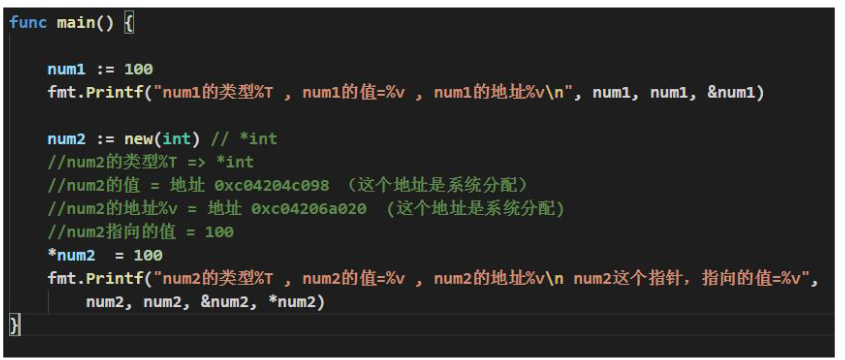 func main() {
num1 := 100
fmt.Printf("num1的类型%T , num1的值=%v , num1的地址%v\n", num1, num1, &num1)
num2 := new(int) // *int
//num2的类型%T => *int
//num2的值 = 地址 0xc04204c098 （这个地址是系统分配）
//num2的地址%v = 地址 0xc04206a020  (这个地址是系统分配)
//num2指向的值 = 100
*num2  = 100
fmt.Printf("num2的类型%T , num2的值=%v , num2的地址%v\n num2这个指针，指向的值=%v",
num2, num2, &num2, *num2)
}